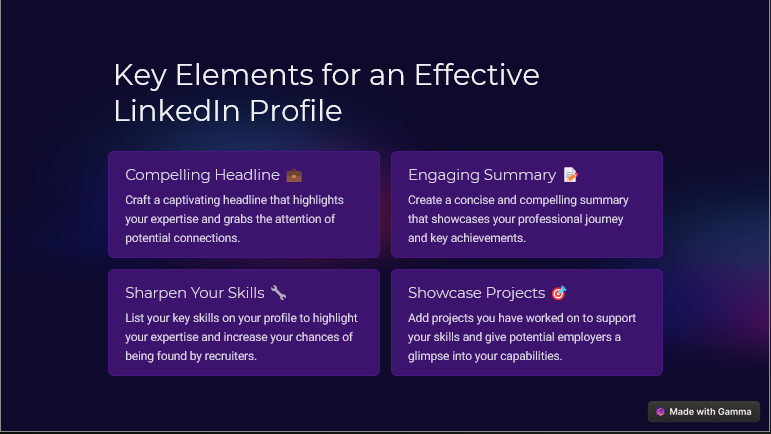 Key Elements for an Effective
LinkedIn Profile
Compelling Headline 💼
Craft a captivating headline that highlights
your expertise and grabs the attention of
potential connections.
Engaging Summary 📝
Create a concise and compelling summary
that showcases your professional journey
and key achievements.
Sharpen Your Skills 🔧
List your key skills on your profile to highlight
your expertise and increase your chances of
being found by recruiters.
Showcase Projects 🎯
Add projects you have worked on to support
your skills and give potential employers a
glimpse into your capabilities.
Made with Gamma